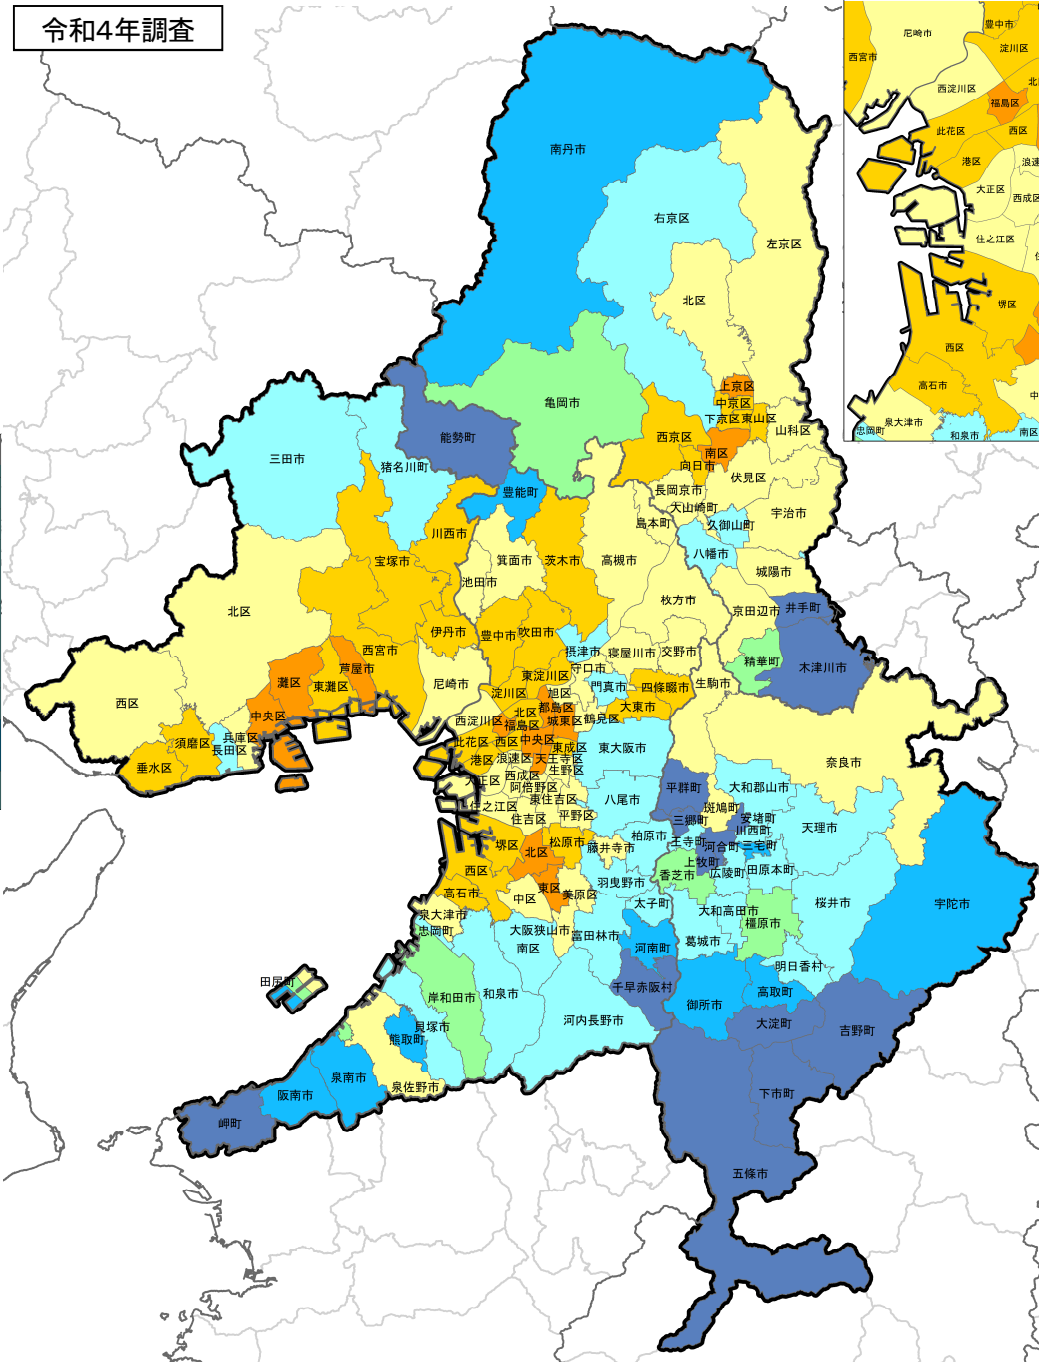 令和4年調査
南丹市
右京区
左京区
北区
亀岡市
上京区
中京区
下京区
東山区
山科区
西京区
南区
向日市
伏見区
長岡京市
大山崎町
久御山町
宇治市
島本町
八幡市
城陽市
京田辺市
井手町
精華町
木津川市
能勢町
三田市
猪名川町
豊能町
川西市
宝塚市
箕面市
茨木市
高槻市
池田市
枚方市
北区
伊丹市
豊中市
吹田市
摂津市
寝屋川市
交野市
西宮市
芦屋市
守口市
灘区
東灘区
尼崎市
東淀川区
門真市
四條畷市
生駒市
西区
淀川区
旭区
中央区
北区
都島区
大東市
西淀川区
福島区
城東区
鶴見区
兵庫区
須磨区
長田区
此花区
西区
中央区
東成区
東大阪市
垂水区
港区
浪速区
天王寺区
生野区
奈良市
大正区
西成区
阿倍野区
平群町
大和郡山市
住之江区
東住吉区
八尾市
斑鳩町
住吉区
平野区
三郷町
安堵町
川西町
天理市
堺区
松原市
藤井寺市
柏原市
王寺町
河合町
三宅町
北区
上牧町
西区
香芝市
広陵町
田原本町
東区
羽曳野市
高石市
中区
美原区
太子町
大和高田市
桜井市
宇陀市
泉大津市
橿原市
忠岡町
大阪狭山市
富田林市
南区
河南町
葛城市
明日香村
田尻町
千早赤阪村
高取町
岸和田市
和泉市
御所市
河内長野市
大淀町
吉野町
貝塚市
熊取町
泉佐野市
泉南市
阪南市
下市町
岬町
五條市
豊中市
尼崎市
淀川区
西宮市
西淀川区
福島区
此花区
西区
港区
浪速
大正区
西成区
住之江区
堺区
西区
高石市
泉大津市
忠岡町
和泉市
南区